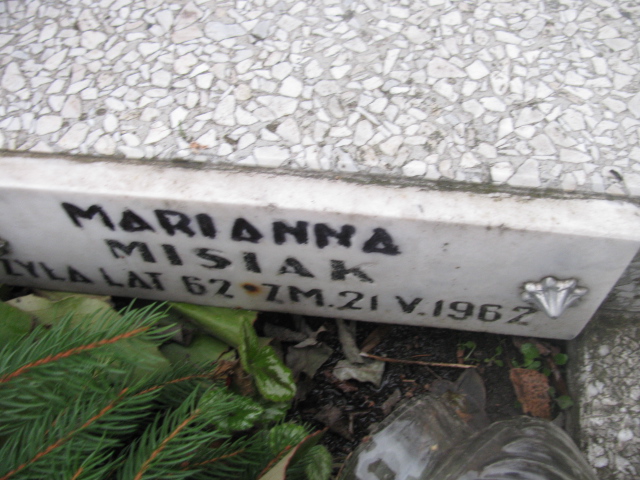 MARIANNA
MISIAK
ŻYŁA LAT 62 ZM. 21 V. 1962